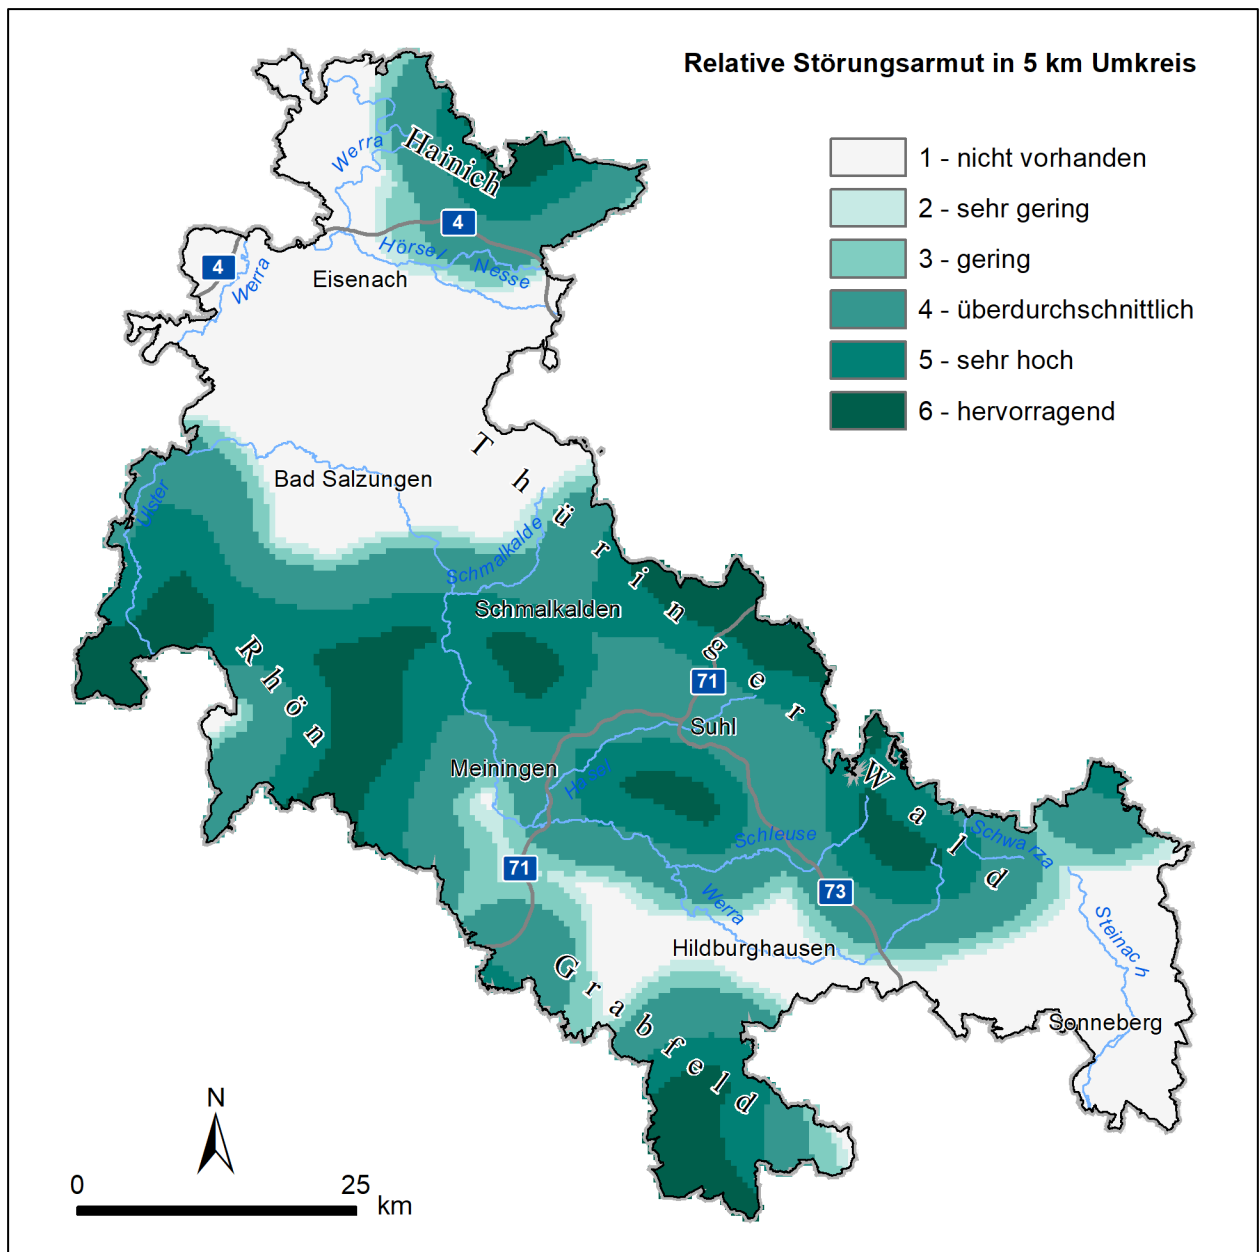 Relative Störungsarmut in 5 km Umkreis
1 - nicht vorhanden
2 - sehr gering
3 - gering
4 - überdurchschnittlich
5 - sehr hoch
6 - hervorragend
Werra
Hainich
4
Hörsel
Nesse
4
Werra
Eisenach
Thüringer Wald
Bad Salzungen
Ulster
Schmalkalde
Schmalkalden
Rhön
71
Suhl
Meiningen
Hasel
Schleuse
Schwarza
71
73
Werra
Steinach
Hildburghausen
Grabfeld
Sonneberg
N
0 25
km